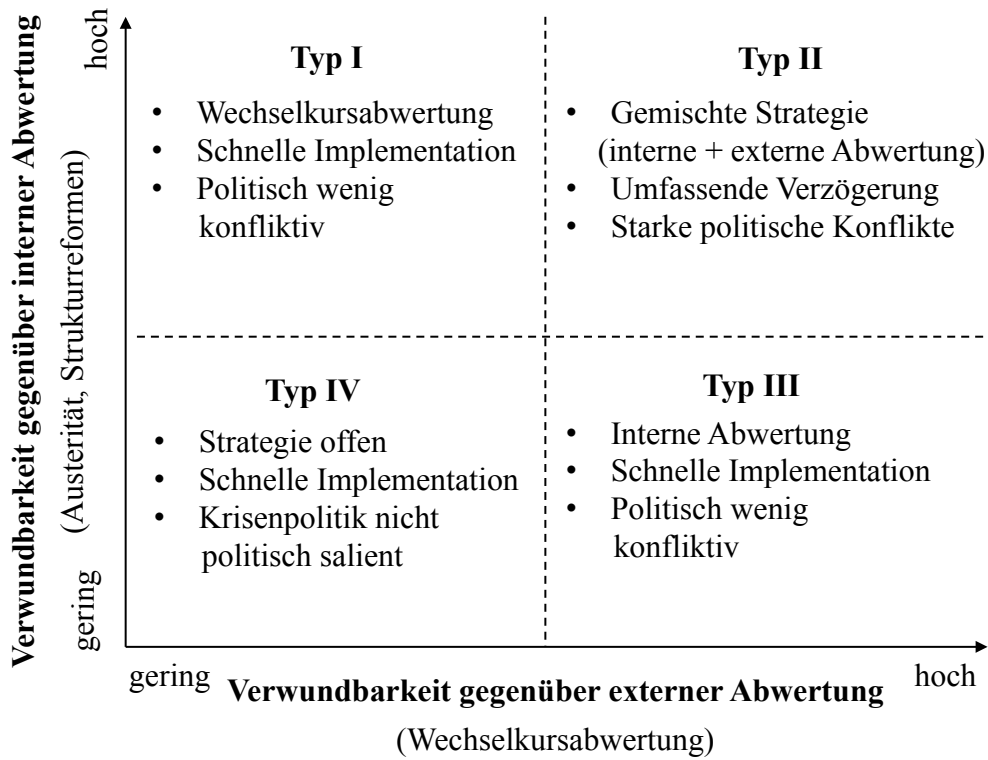 Verwundbarkeit gegenüber interner Abwertung
(Austerität, Strukturreformen)
hoch
gering
Typ I
• Wechselkursabwertung
• Schnelle Implementation
• Politisch wenig
konfliktiv
Typ II
• Gemischte Strategie
(interne + externe Abwertung)
• Umfassende Verzögerung
• Starke politische Konflikte
Typ IV
• Strategie offen
• Schnelle Implementation
• Krisenpolitik nicht
politisch salient
Typ III
• Interne Abwertung
• Schnelle Implementation
• Politisch wenig
konfliktiv
gering
Verwundbarkeit gegenüber externer Abwertung
hoch
(Wechselkursabwertung)